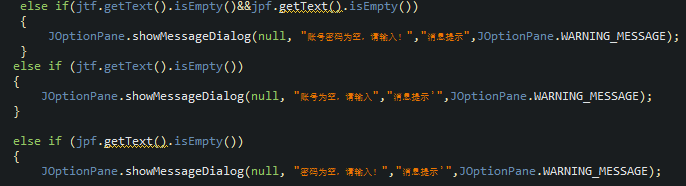 else if(jtf.getText().isEmpty()&&jpf.getText().isEmpty())
{
JOptionPane.showMessageDialog(null, "账号密码为空，请输入！","消息提示",JOptionPane.WARNING_MESSAGE);
}
else if (jtf.getText().isEmpty())
{
JOptionPane.showMessageDialog(null, "账号为空，请输入","消息提示'",JOptionPane.WARNING_MESSAGE);
}
else if (jpf.getText().isEmpty())
{
JOptionPane.showMessageDialog(null, "密码为空，请输入！","消息提示'",JOptionPane.WARNING_MESSAGE);